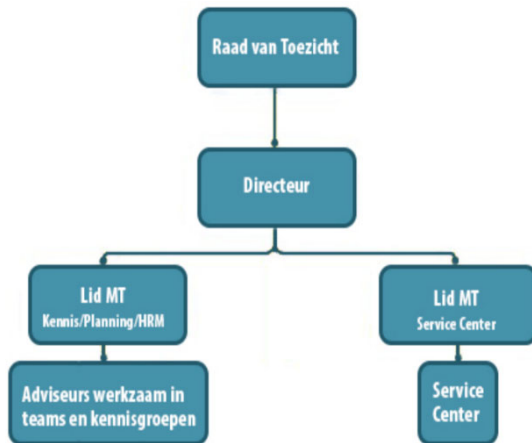 Raad van Toezicht
Directeur
Lid MT
Kennis/Planning/HRM
Lid MT
Service Center
Adviseurs werkzaam in
teams en kennisgroepen
Service
Center